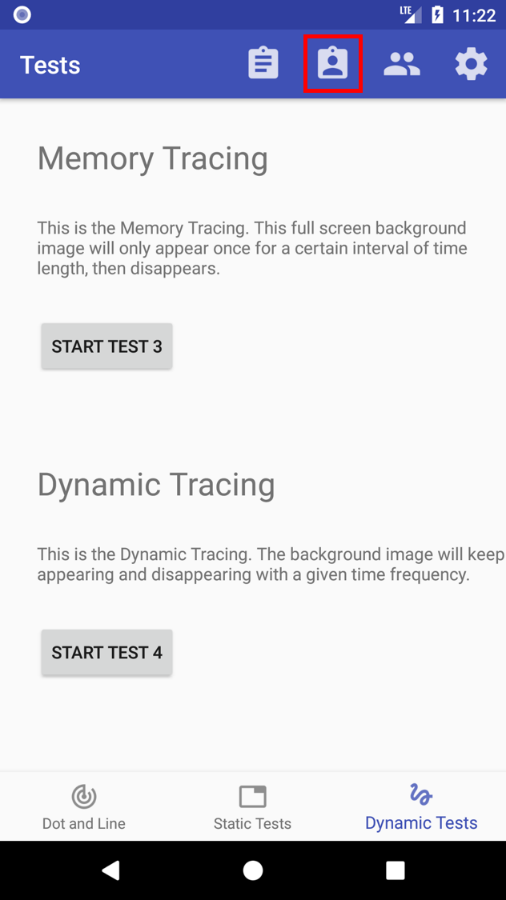 LTE 11:22
Tests
Memory Tracing
This is the Memory Tracing. This full screen background
image will only appear once for a certain interval of time
length, then disappears.
START TEST 3
Dynamic Tracing
This is the Dynamic Tracing. The background image will keep
appearing and disappearing with a given time frequency.
START TEST 4
Dot and Line Static Tests Dynamic Tests